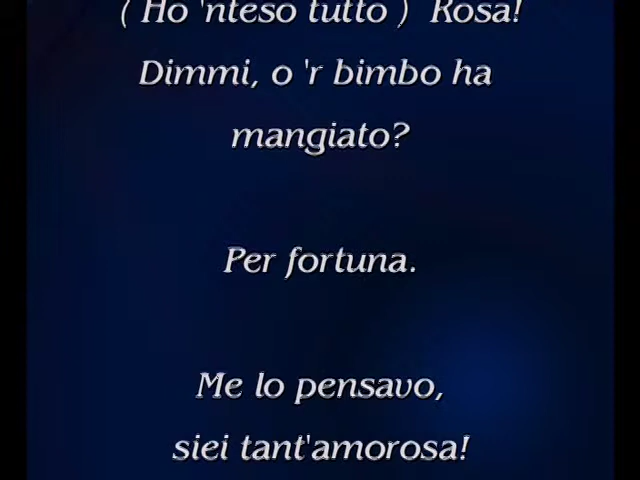 ( Ho 'nteso tutto ) Rosa!
Dimmi, o 'r bimbo ha
mangiato?
Per fortuna.
Me lo pensavo,
siei tant'amorosa!